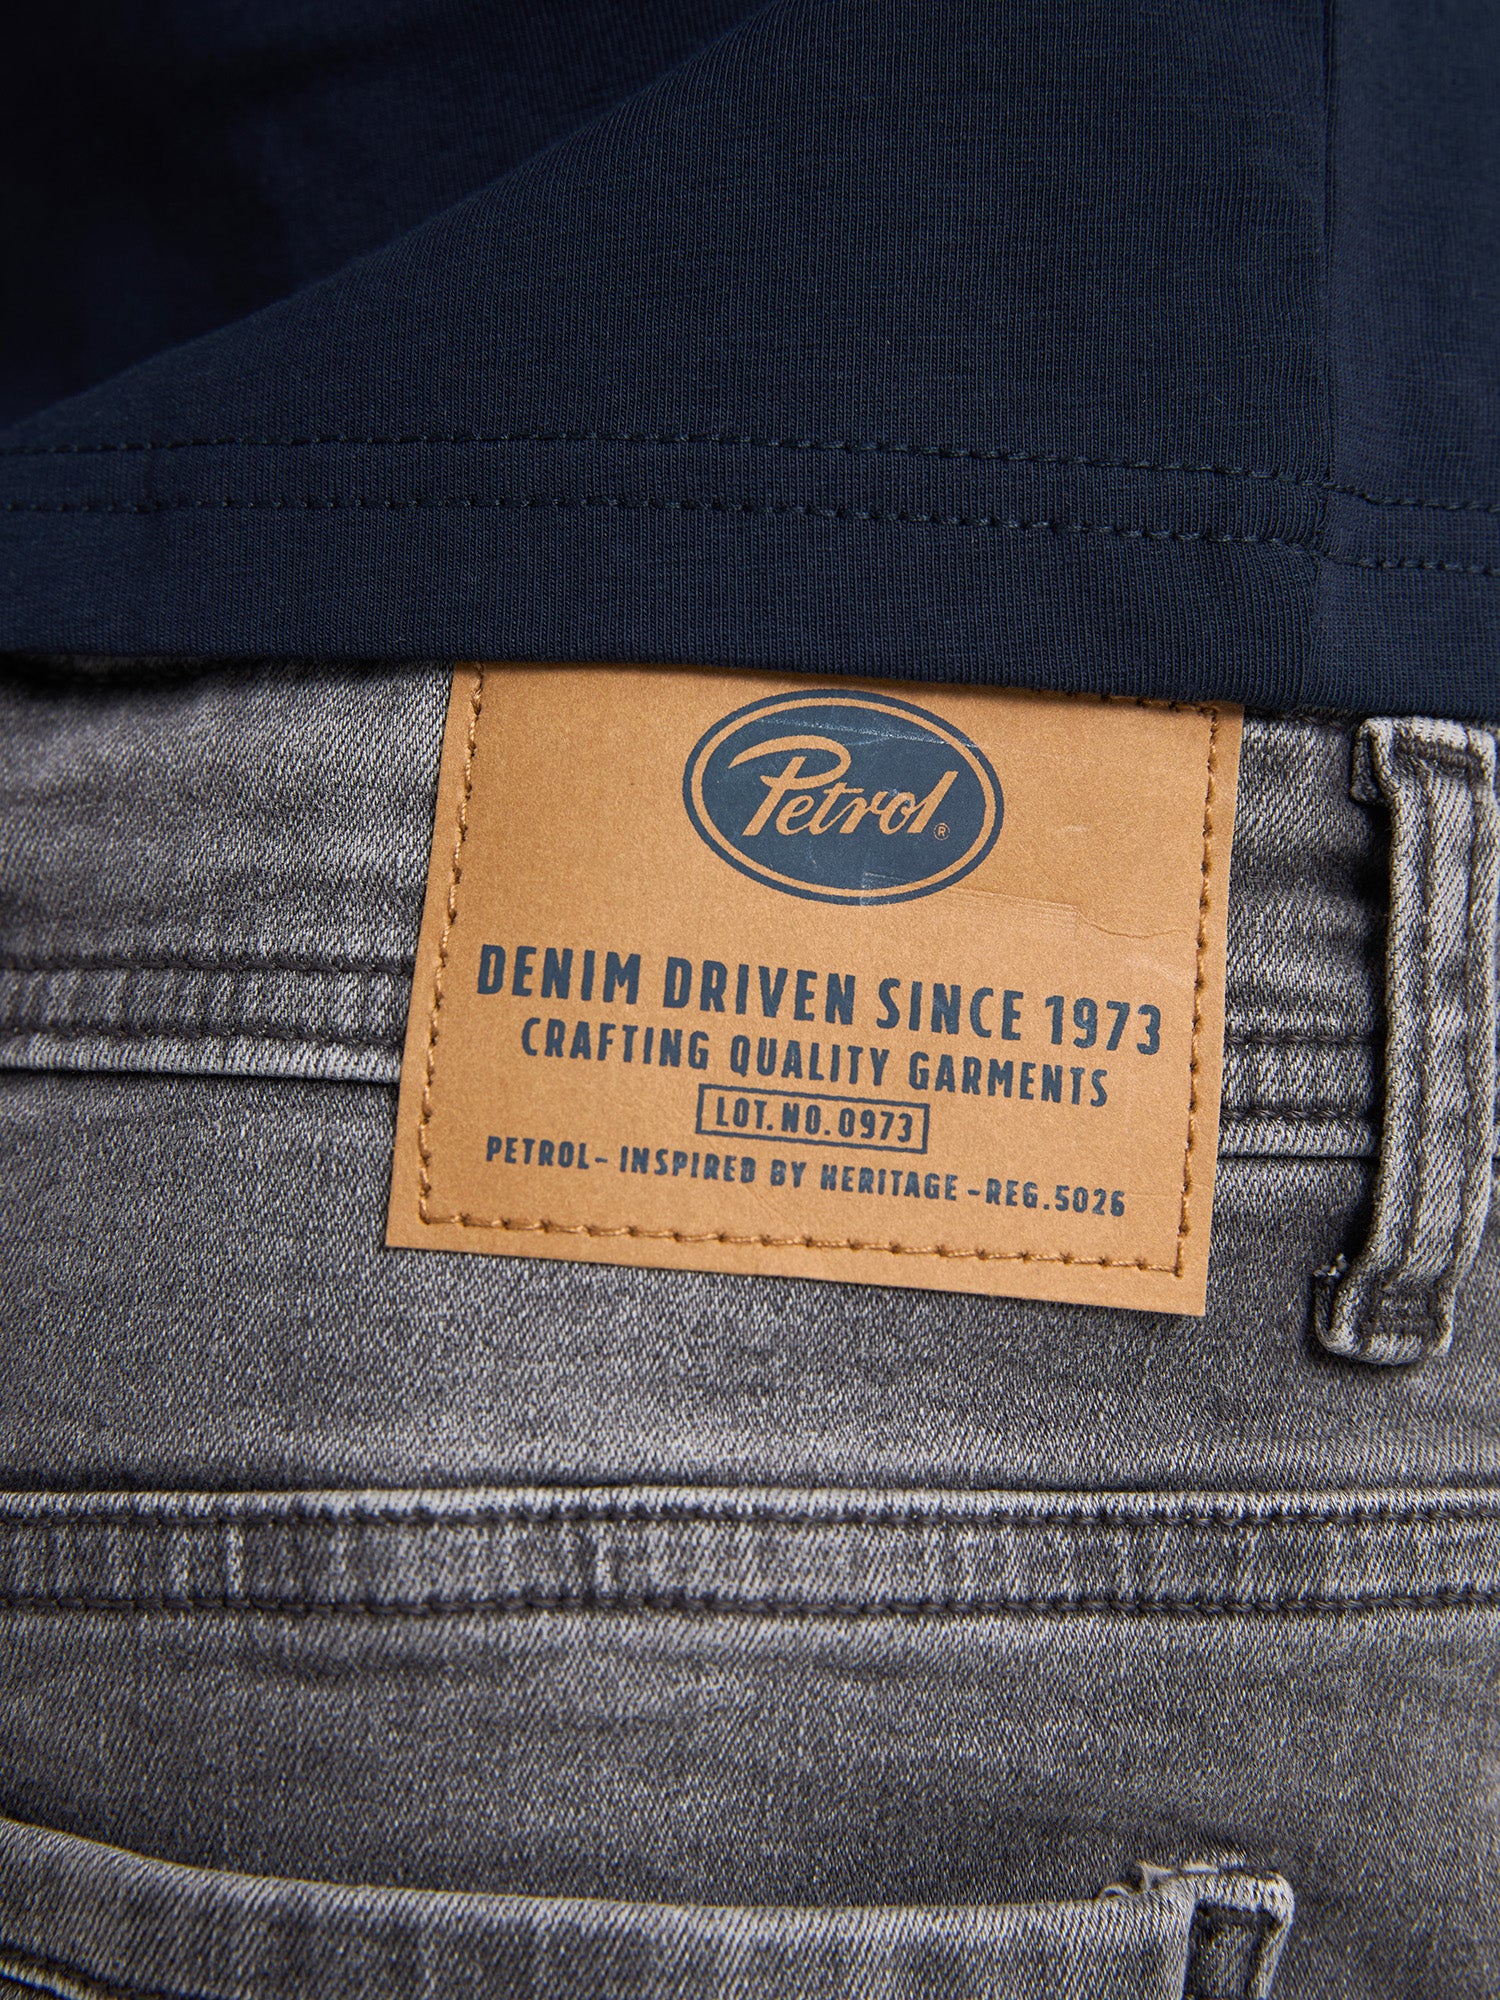 Petrol®
DENIM DRIVEN SINCE 1973
CRAFTING QUALITY GARMENTS
LOT. NO. 0973
PETROL- INSPIRED BY HERITAGE -REG.5026